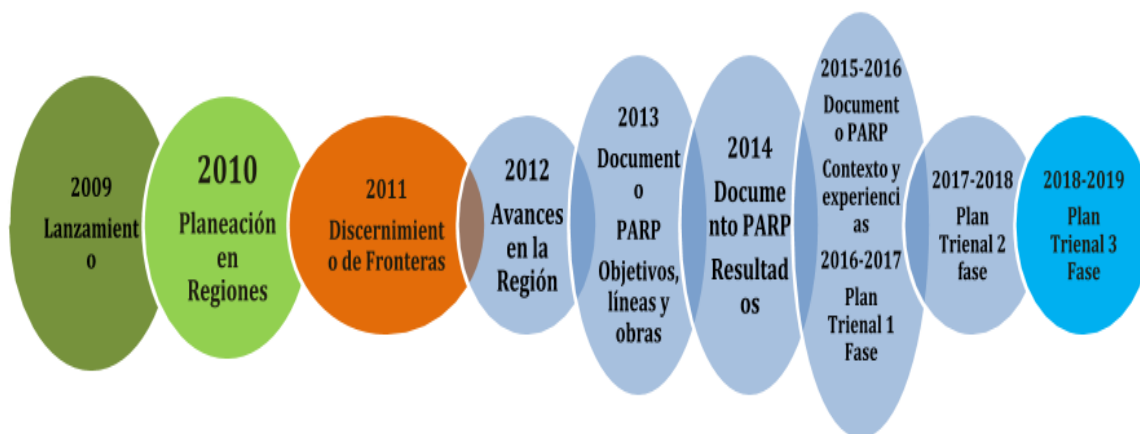 2009
Lanzamient
o
2010
Planeación
en
Regiones
2011
Discernimient
o de Fronteras
2012
Avances
en la
Región
2013
Document
o
PARP
Objetivos,
líneas y
obras
2014
Docume
nto PARP
Resultad
os
2015-2016
Document
o PARP
Contexto y
experienci
as
2016-2017
Plan
Trienal 1
Fase
2017-2018
Plan
Trienal 2
fase
2018-2019
Plan
Trienal 3
Fase